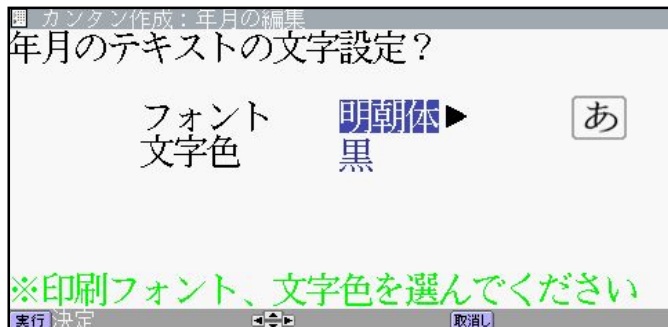 カンタン作成：年月の編集
年月のテキストの文字設定？
フォント 明朝体▶ あ
文字色 黒
※印刷フォント、文字色を選んでください
実行 決定 取消し